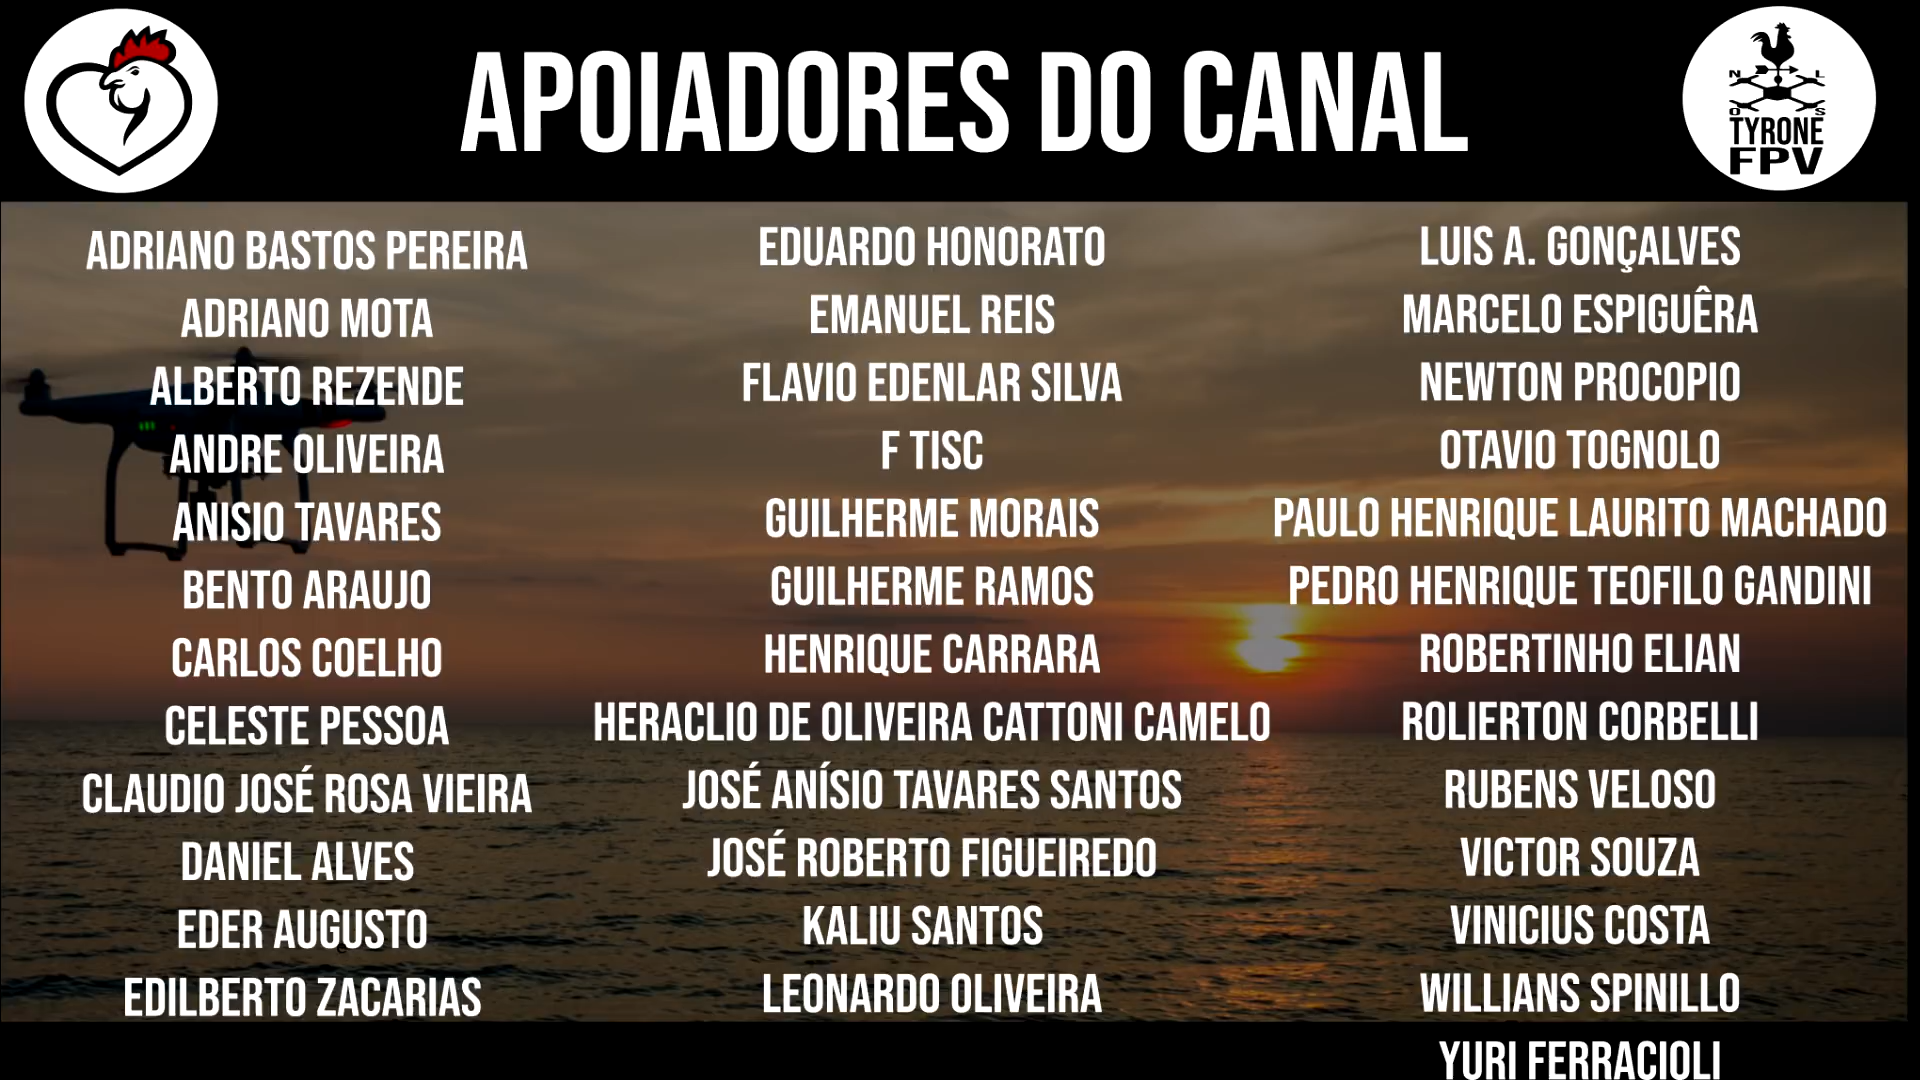 APOIADORES DO CANAL
N L
O S
TYRONE
FPV
ADRIANO BASTOS PEREIRA
ADRIANO MOTA
ALBERTO REZENDE
ANDRE OLIVEIRA
ANISIO TAVARES
BENTO ARAUJO
CARLOS COELHO
CELESTE PESSOA
CLAUDIO JOSÉ ROSA VIEIRA
DANIEL ALVES
EDER AUGUSTO
EDILBERTO ZACARIAS
EDUARDO HONORATO
EMANUEL REIS
FLAVIO EDENLAR SILVA
F TISC
GUILHERME MORAIS
GUILHERME RAMOS
HENRIQUE CARRARA
HERACLIO DE OLIVEIRA CATTONI CAMELO
JOSÉ ANÍSIO TAVARES SANTOS
JOSÉ ROBERTO FIGUEIREDO
KALIU SANTOS
LEONARDO OLIVEIRA
LUIS A. GONÇALVES
MARCELO ESPIGUÊRA
NEWTON PROCOPIO
OTAVIO TOGNOLO
PAULO HENRIQUE LAURITO MACHADO
PEDRO HENRIQUE TEOFILO GANDINI
ROBERTINHO ELIAN
ROLIERTON CORBELLI
RUBENS VELOSO
VICTOR SOUZA
VINICIUS COSTA
WILLIANS SPINILLO
YURI FERRACIOLI